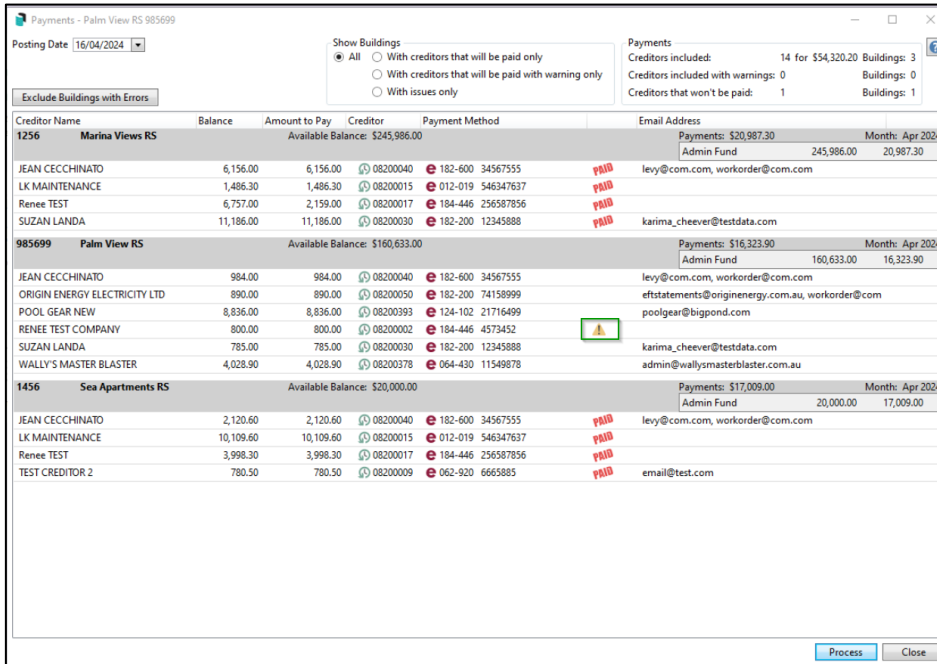 Payments - Palm View RS 985699
Posting Date 16/04/2024
Show Buildings
All
With creditors that will be paid only
With creditors that will be paid with warning only
With issues only
Payments
Creditors included: 14 for $54,320.20 Buildings: 3
Creditors included with warnings: 0 Buildings: 0
Creditors that won't be paid: 1 Buildings: 1
Exclude Buildings with Errors
Creditor Name Balance Amount to Pay Creditor Payment Method Email Address
1256 Marina Views RS Available Balance: $245,986.00 Payments: $20,987.30 Month: Apr 202
Admin Fund 245,986.00 20,987.30
JEAN CECCHINATO 6,156.00 6,156.00 08200040 e 182-600 34567555 PAID levy@com.com, workorder@com.com
LK MAINTENANCE 1,486.30 1,486.30 08200015 e 012-019 546347637 PAID
Renee TEST 6,757.00 2,159.00 08200017 e 184-446 256587856 PAID
SUZAN LANDA 11,186.00 11,186.00 08200030 e 182-200 12345888 PAID karima_cheever@testdata.com
985699 Palm View RS Available Balance: $160,633.00 Payments: $16,323.90 Month: Apr 202
Admin Fund 160,633.00 16,323.90
JEAN CECCHINATO 984.00 984.00 08200040 e 182-600 34567555 levy@com.com, workorder@com.com
ORIGIN ENERGY ELECTRICITY LTD 890.00 890.00 08200050 e 182-200 74158999 eftstatements@originenergy.com.au, workorder@com
POOL GEAR NEW 8,836.00 8,836.00 08200393 e 124-102 21716499 poolgear@bigpond.com
RENEE TEST COMPANY 800.00 800.00 08200002 e 184-446 4573452
SUZAN LANDA 785.00 785.00 08200030 e 182-200 12345888 karima_cheever@testdata.com
WALLY'S MASTER BLASTER 4,028.90 4,028.90 08200378 e 064-430 11549878 admin@wallysmasterblaster.com.au
1456 Sea Apartments RS Available Balance: $20,000.00 Payments: $17,009.00 Month: Apr 202
Admin Fund 20,000.00 17,009.00
JEAN CECCHINATO 2,120.60 2,120.60 08200040 e 182-600 34567555 PAID levy@com.com, workorder@com.com
LK MAINTENANCE 10,109.60 10,109.60 08200015 e 012-019 546347637 PAID
Renee TEST 3,998.30 3,998.30 08200017 e 184-446 256587856 PAID
TEST CREDITOR 2 780.50 780.50 08200009 e 062-920 6665885 PAID email@test.com
Process Close